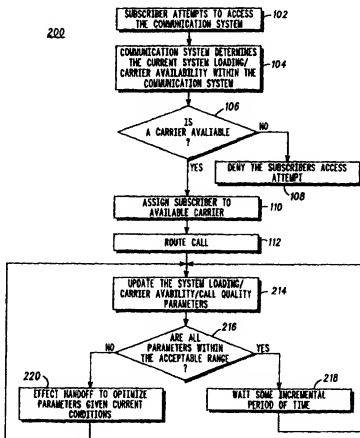 200
SUBSCRIBER ATTEMPTS TO ACCESS
THE COMMUNICATION SYSTEM
102
COMMUNICATION SYSTEM DETERMINES
THE CURRENT SYSTEM LOADING/
CARRIER AVAILABILITY WITHIN THE
COMMUNICATION SYSTEM
104
106
IS
A CARRIER AVALIABLE
?
NO
YES
DENY THE SUBSCRIBERS ACCESS
ATTEMPT
108
ASSIGN SUBSCRIBER TO
AVAILABLE CARRIER
110
ROUTE CALL
112
UPDATE THE SYSTEM LOADING/
CARRIER AVABILITY/CALL QUALITY
PARAMETERS
214
216
ARE ALL
PARAMETERS WITHIN
THE ACCEPTABLE RANGE
?
NO
YES
220
EFFECT HANDOFF TO OPTIMIZE
PARAMETERS GIVEN CURRENT
CONDITIONS
218
WAIT SOME INCREMENTAL
PERIOD OF TIME